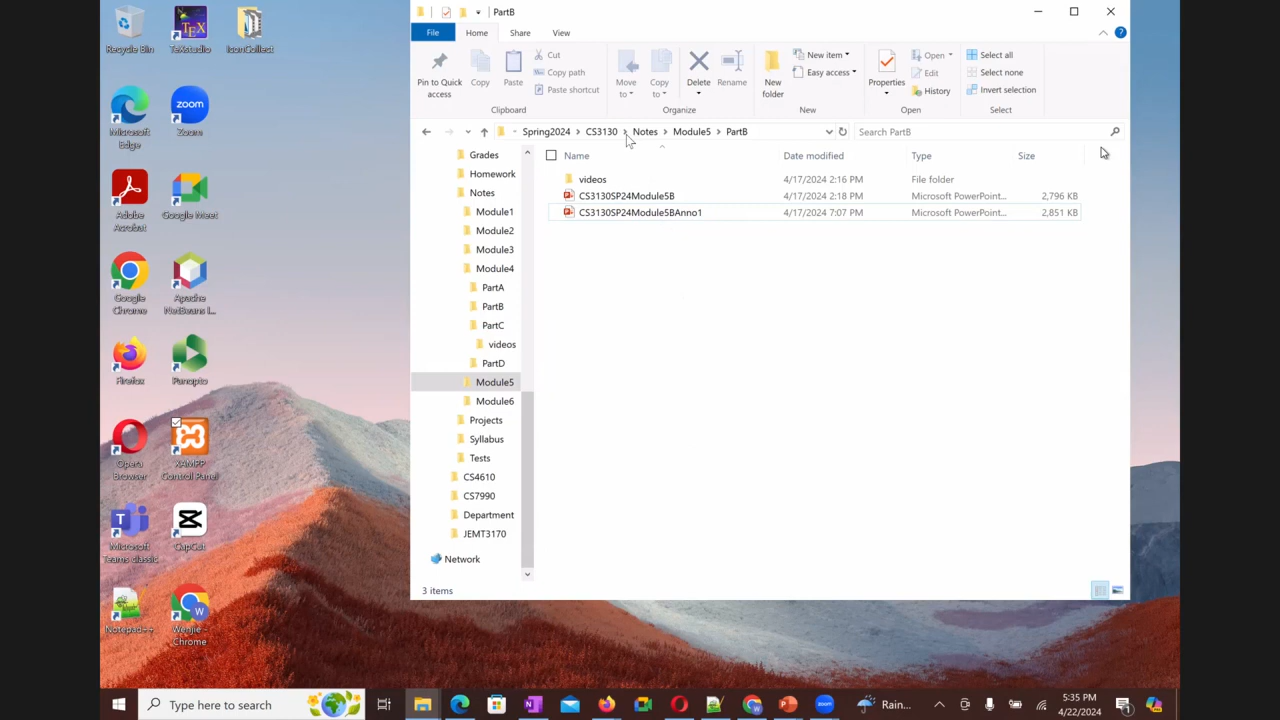 PartB
File
Home
Share
View
Pin to Quick
access
Copy
Paste
Cut
Copy path
Paste shortcut
Move
to
Copy
to
Delete
Rename
New
folder
New item
Easy access
Properties
Open
Edit
History
Select all
Select none
Invert selection
Clipboard
Organize
New
Open
Select
Spring2024 > CS3130 > Notes > Module5 > PartB
Search PartB
Name
Date modified
Type
Size
videos
4/17/2024 2:16 PM
File folder
CS3130SP24Module5B
4/17/2024 2:18 PM
Microsoft PowerPoint...
2,796 KB
CS3130SP24Module5BAnno1
4/17/2024 7:07 PM
Microsoft PowerPoint...
2,851 KB
Grades
Homework
Notes
Module1
Module2
Module3
Module4
PartA
PartB
PartC
videos
PartD
Module5
Module6
Projects
Syllabus
Tests
CS4610
CS7990
Department
JEMT3170
Network
3 items
Recycle Bin
TeXstudio
IconCollect
Microsoft
Edge
zoom
Zoom
Adobe
Acrobat
Google Meet
Google
Chrome
Apache
NetBeans I...
Firefox
Panopto
Opera
Browser
XAMPP
Control Panel
Microsoft
Teams classic
CapCut
Notepad++
W
Wenjie -
Chrome
Type here to search
Rain...
5:35 PM
4/22/2024
1